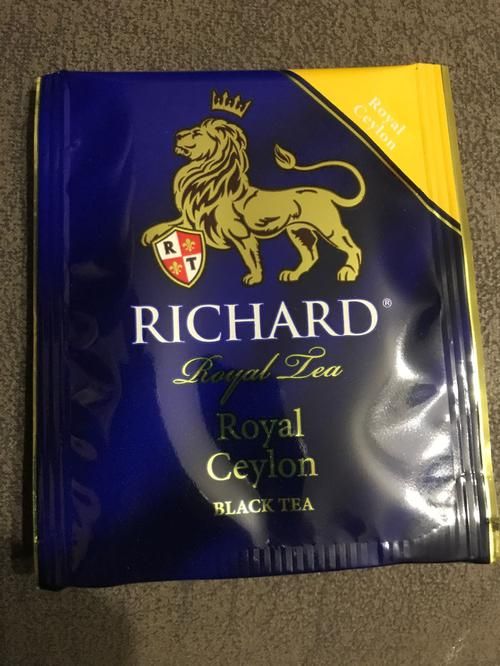 Royal
Ceylon
R
T
RICHARD®
Royal Tea
Royal
Ceylon
BLACK TEA